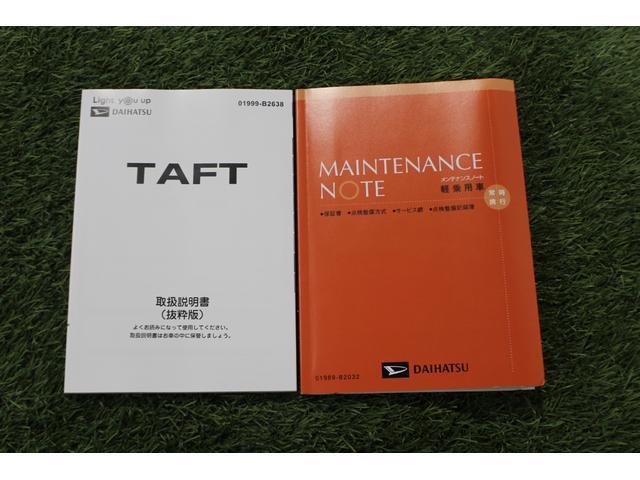 Light you up
DAIHATSU
01999-B2638
TAFT
取扱説明書
（抜粋版）
よくお読みになって使用してください。
取扱説明書はお車の中に保管しましょう。
MAINTENANCE
NOTE
メンテナンスノート
軽乗用車
常時
携行
●保証書 ●点検整備方式 ●サービス網 ●点検整備記録簿
01989-B2032
DAIHATSU